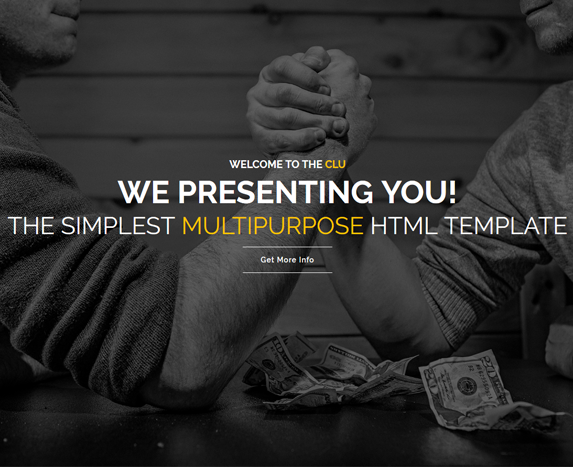 WELCOME TO THE CLU
WE PRESENTING YOU!
THE SIMPLEST MULTIPURPOSE HTML TEMPLATE
Get More Info